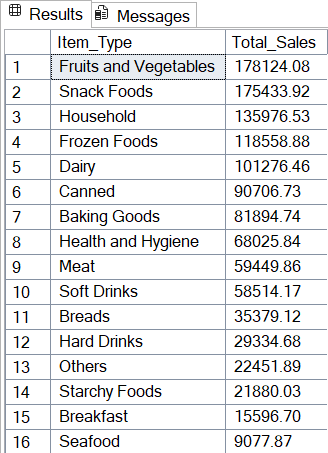 Results Messages
Item_Type Total_Sales
1 Fruits and Vegetables 178124.08
2 Snack Foods 175433.92
3 Household 135976.53
4 Frozen Foods 118558.88
5 Dairy 101276.46
6 Canned 90706.73
7 Baking Goods 81894.74
8 Health and Hygiene 68025.84
9 Meat 59449.86
10 Soft Drinks 58514.17
11 Breads 35379.12
12 Hard Drinks 29334.68
13 Others 22451.89
14 Starchy Foods 21880.03
15 Breakfast 15596.70
16 Seafood 9077.87